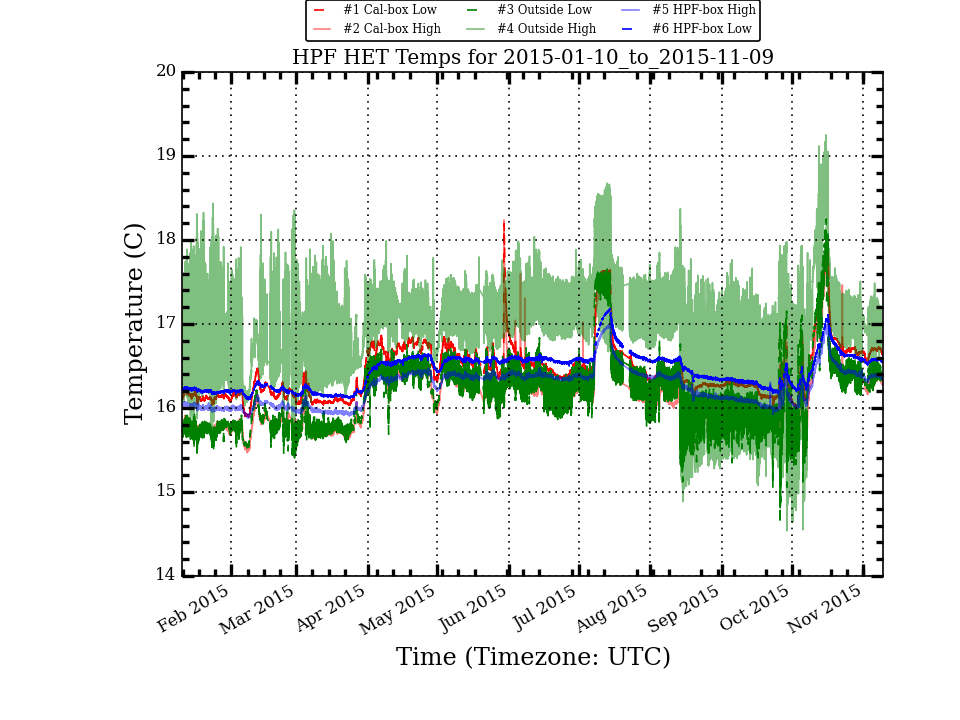 #1 Cal-box Low #3 Outside Low #5 HPF-box High
#2 Cal-box High #4 Outside High #6 HPF-box Low
HPF HET Temps for 2015-01-10_to_2015-11-09
20
19
18
17
16
15
14
Temperature (C)
Feb 2015 Mar 2015 Apr 2015 May 2015 Jun 2015 Jul 2015 Aug 2015 Sep 2015 Oct 2015 Nov 2015
Time (Timezone: UTC)